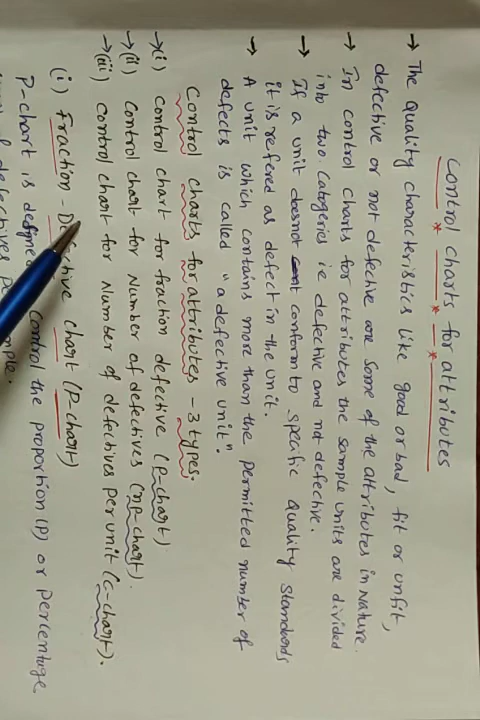 Control charts for attributes
→ The Quality characteristics like good or bad, fit or unfit,
defective or not defective are some of the attributes in Nature.
→ In control charts for attributes the sample units are divided
into two Catogeries ie defective and not defective.
→ If a unit doesnot conform to specific Quality Standards
it is refered as defect in the unit.
→ A unit which contains more than the permitted number of
defects is called "a defective unit".
Control charts for attributes - 3 types.
→ (i) Control chart for fraction defective (P-chart)
→ (ii) Control chart for Number of defectives (np-chart).
→ (iii) Control chart for Number of defectives per unit (C-chart).
(i) Fraction - chart (P-chart)
P-chart is Control the proportion (P) or percentage
of defectives